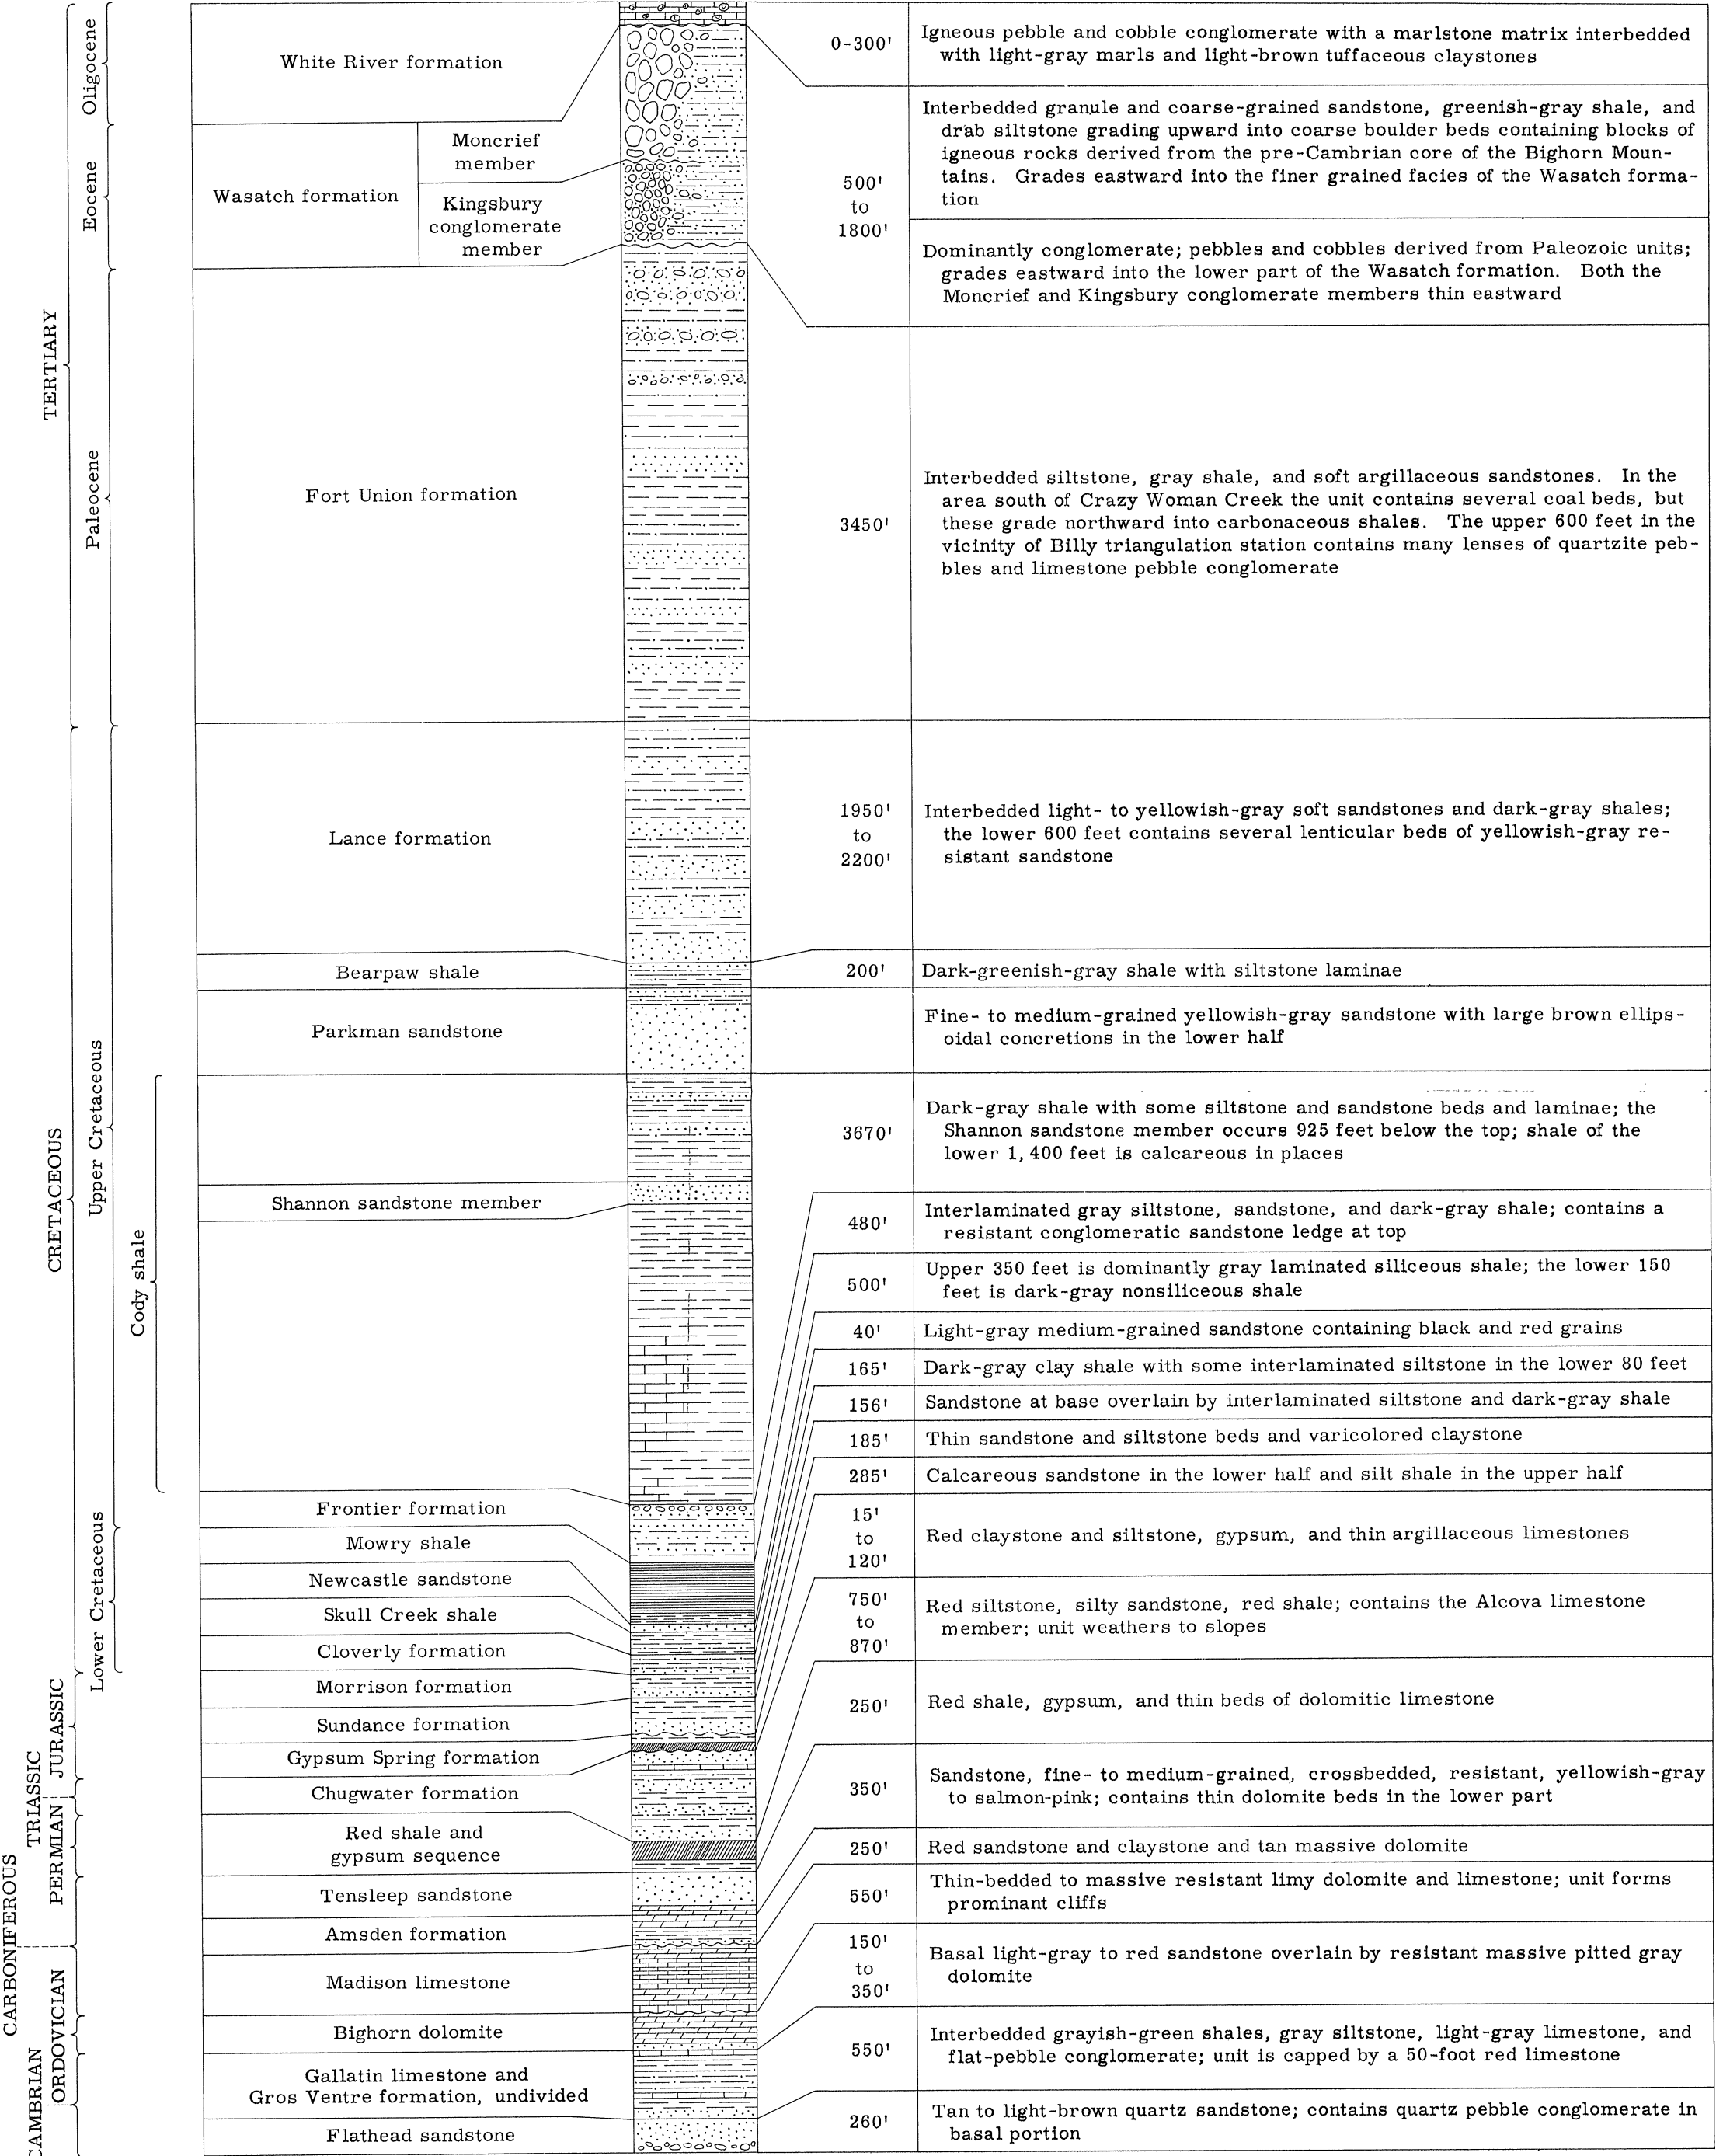 TERTIARY
Oligocene
Eocene
Paleocene
CRETACEOUS
Upper Cretaceous
Cody shale
Lower Cretaceous
JURASSIC
TRIASSIC
PERMIAN
CARBONIFEROUS
ORDOVICIAN
CAMBRIAN
White River formation
0-300'
Igneous pebble and cobble conglomerate with a marlstone matrix interbedded
with light-gray marls and light-brown tuffaceous claystones
Wasatch formation
Moncrief
member
Kingsbury
conglomerate
member
500'
to
1800'
Interbedded granule and coarse-grained sandstone, greenish-gray shale, and
drab siltstone grading upward into coarse boulder beds containing blocks of
igneous rocks derived from the pre-Cambrian core of the Bighorn Moun-
tains. Grades eastward into the finer grained facies of the Wasatch forma-
tion
Dominantly conglomerate; pebbles and cobbles derived from Paleozoic units;
grades eastward into the lower part of the Wasatch formation. Both the
Moncrief and Kingsbury conglomerate members thin eastward
Fort Union formation
3450'
Interbedded siltstone, gray shale, and soft argillaceous sandstones. In the
area south of Crazy Woman Creek the unit contains several coal beds, but
these grade northward into carbonaceous shales. The upper 600 feet in the
vicinity of Billy triangulation station contains many lenses of quartzite peb-
bles and limestone pebble conglomerate
Lance formation
1950'
to
2200'
Interbedded light- to yellowish-gray soft sandstones and dark-gray shales;
the lower 600 feet contains several lenticular beds of yellowish-gray re-
sistant sandstone
Bearpaw shale
200'
Dark-greenish-gray shale with siltstone laminae
Parkman sandstone
Fine- to medium-grained yellowish-gray sandstone with large brown ellips-
oidal concretions in the lower half
Shannon sandstone member
3670'
Dark-gray shale with some siltstone and sandstone beds and laminae; the
Shannon sandstone member occurs 925 feet below the top; shale of the
lower 1,400 feet is calcareous in places
Frontier formation
480'
Interlaminated gray siltstone, sandstone, and dark-gray shale; contains a
resistant conglomeratic sandstone ledge at top
Mowry shale
500'
Upper 350 feet is dominantly gray laminated siliceous shale; the lower 150
feet is dark-gray nonsiliceous shale
Newcastle sandstone
40'
Light-gray medium-grained sandstone containing black and red grains
Skull Creek shale
165'
Dark-gray clay shale with some interlaminated siltstone in the lower 80 feet
Cloverly formation
156'
Sandstone at base overlain by interlaminated siltstone and dark-gray shale
Morrison formation
185'
Thin sandstone and siltstone beds and varicolored claystone
Sundance formation
285'
Calcareous sandstone in the lower half and silt shale in the upper half
Gypsum Spring formation
15'
to
120'
Red claystone and siltstone, gypsum, and thin argillaceous limestones
Chugwater formation
750'
to
870'
Red siltstone, silty sandstone, red shale; contains the Alcova limestone
member; unit weathers to slopes
Red shale and
gypsum sequence
250'
Red shale, gypsum, and thin beds of dolomitic limestone
Tensleep sandstone
350'
Sandstone, fine- to medium-grained, crossbedded, resistant, yellowish-gray
to salmon-pink; contains thin dolomite beds in the lower part
Amsden formation
250'
Red sandstone and claystone and tan massive dolomite
Madison limestone
550'
Thin-bedded to massive resistant limy dolomite and limestone; unit forms
prominant cliffs
Bighorn dolomite
150'
to
350'
Basal light-gray to red sandstone overlain by resistant massive pitted gray
dolomite
Gallatin limestone and
Gros Ventre formation, undivided
550'
Interbedded grayish-green shales, gray siltstone, light-gray limestone, and
flat-pebble conglomerate; unit is capped by a 50-foot red limestone
Flathead sandstone
260'
Tan to light-brown quartz sandstone; contains quartz pebble conglomerate in
basal portion